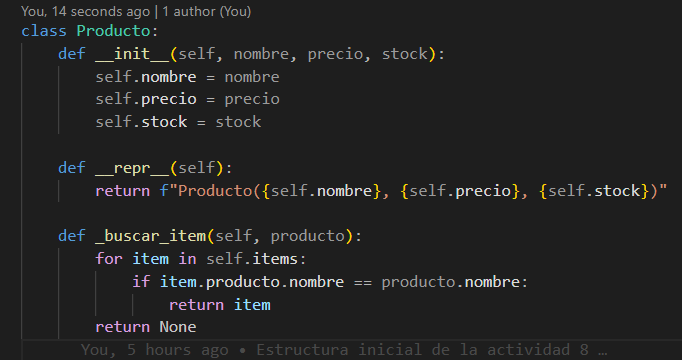 You, 14 seconds ago | 1 author (You)
class Producto:
    def __init__(self, nombre, precio, stock):
        self.nombre = nombre
        self.precio = precio
        self.stock = stock

    def __repr__(self):
        return f"Producto({self.nombre}, {self.precio}, {self.stock})"

    def _buscar_item(self, producto):
        for item in self.items:
            if item.producto.nombre == producto.nombre:
                return item
        return None
You, 5 hours ago • Estructura inicial de la actividad 8 …